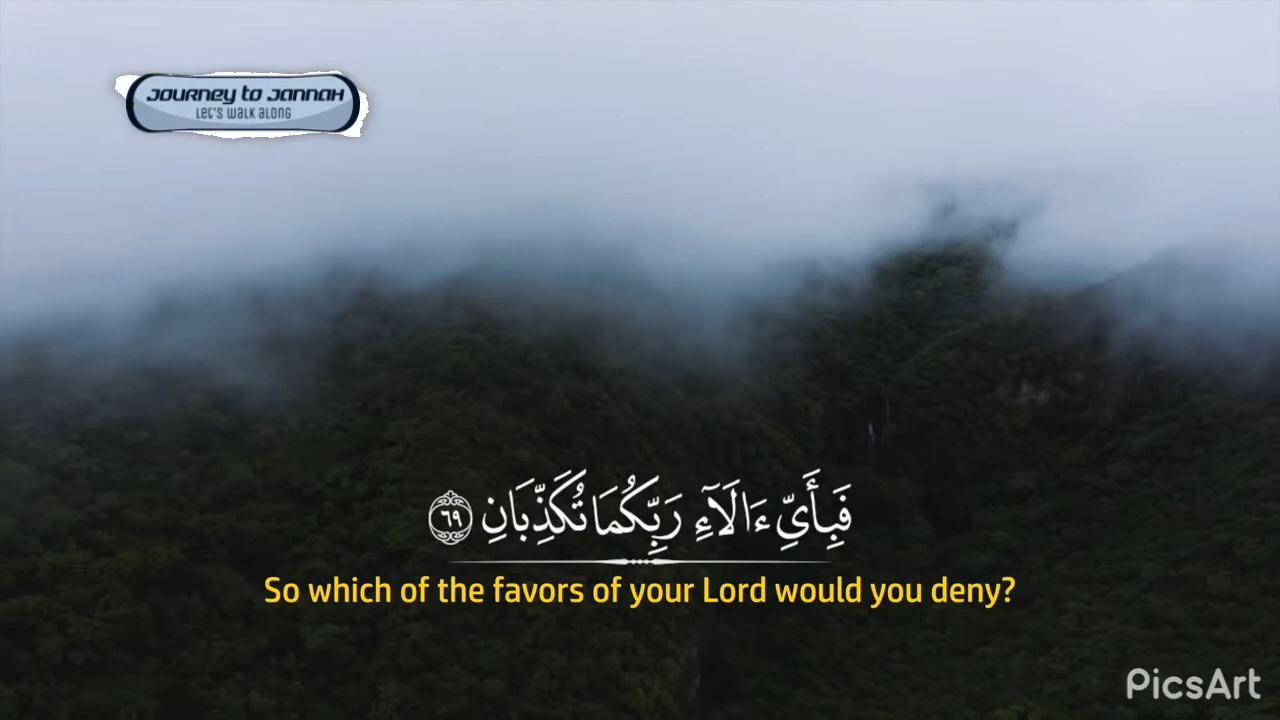 JOURNEY TO JANNAH
LET'S WALK ALONG
فَبِأَيِّ ءَالَآءِ رَبِّكُمَا تُكَذِّبَانِ ٦٩
So which of the favors of your Lord would you deny?
PicsArt